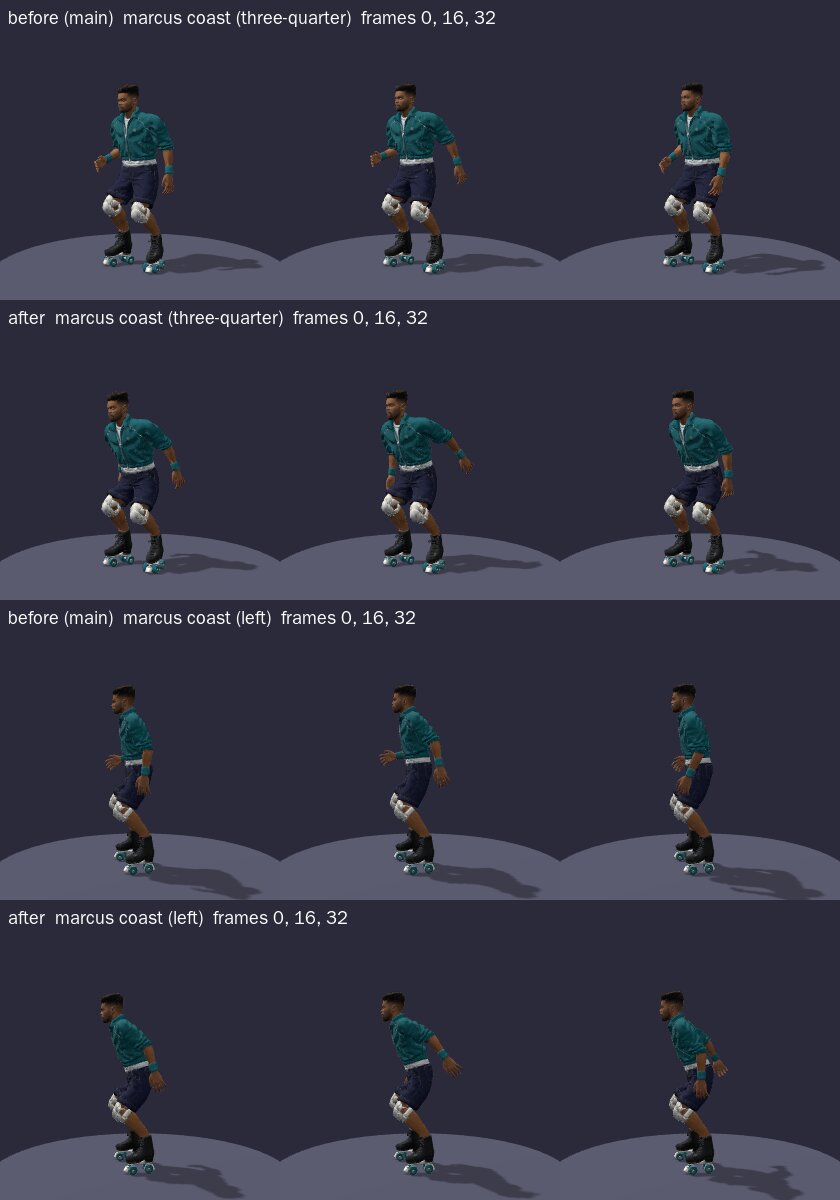 before (main)  marcus coast (three-quarter)  frames 0, 16, 32
after  marcus coast (three-quarter)  frames 0, 16, 32
before (main)  marcus coast (left)  frames 0, 16, 32
after  marcus coast (left)  frames 0, 16, 32